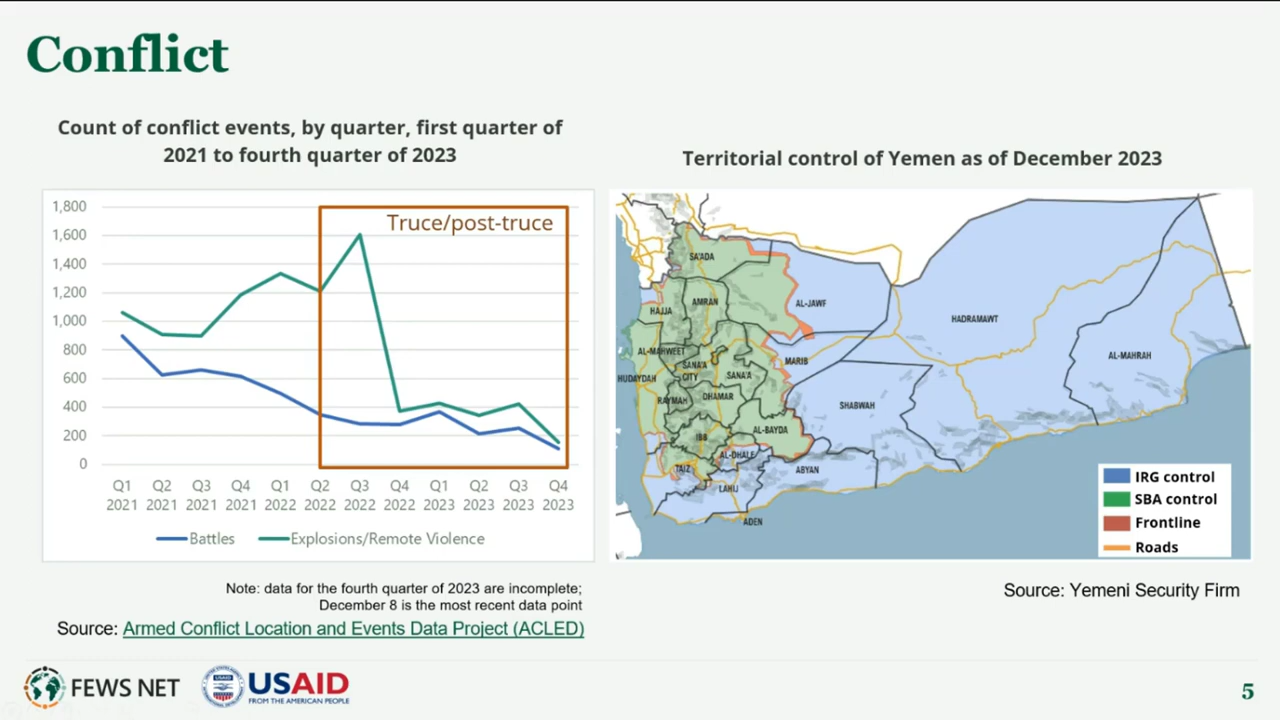 Conflict
Count of conflict events, by quarter, first quarter of
2021 to fourth quarter of 2023
1,800
1,600
1,400
1,200
1,000
800
600
400
200
0
Truce/post-truce
Q1 Q2 Q3 Q4 Q1 Q2 Q3 Q4 Q1 Q2 Q3 Q4
2021 2021 2021 2021 2022 2022 2022 2022 2023 2023 2023 2023
Battles Explosions/Remote Violence
Note: data for the fourth quarter of 2023 are incomplete;
December 8 is the most recent data point
Source: Armed Conflict Location and Events Data Project (ACLED)
Territorial control of Yemen as of December 2023
SA'ADA
AMRAN
HAJJA
AL-JAWF
HADRAMAWT
AL-MAHRAH
AL-MAHWEET
MARIB
SANA'A
CITY
SANA'A
HUDAYDAH
RAYMAH
DHAMAR
SHABWAH
AL-BAYDA
IBB
AL-DHALE
TAIZ
ABYAN
LAHIJ
ADEN
IRG control
SBA control
Frontline
Roads
Source: Yemeni Security Firm
FEWS NET
USAID
FROM THE AMERICAN PEOPLE
5